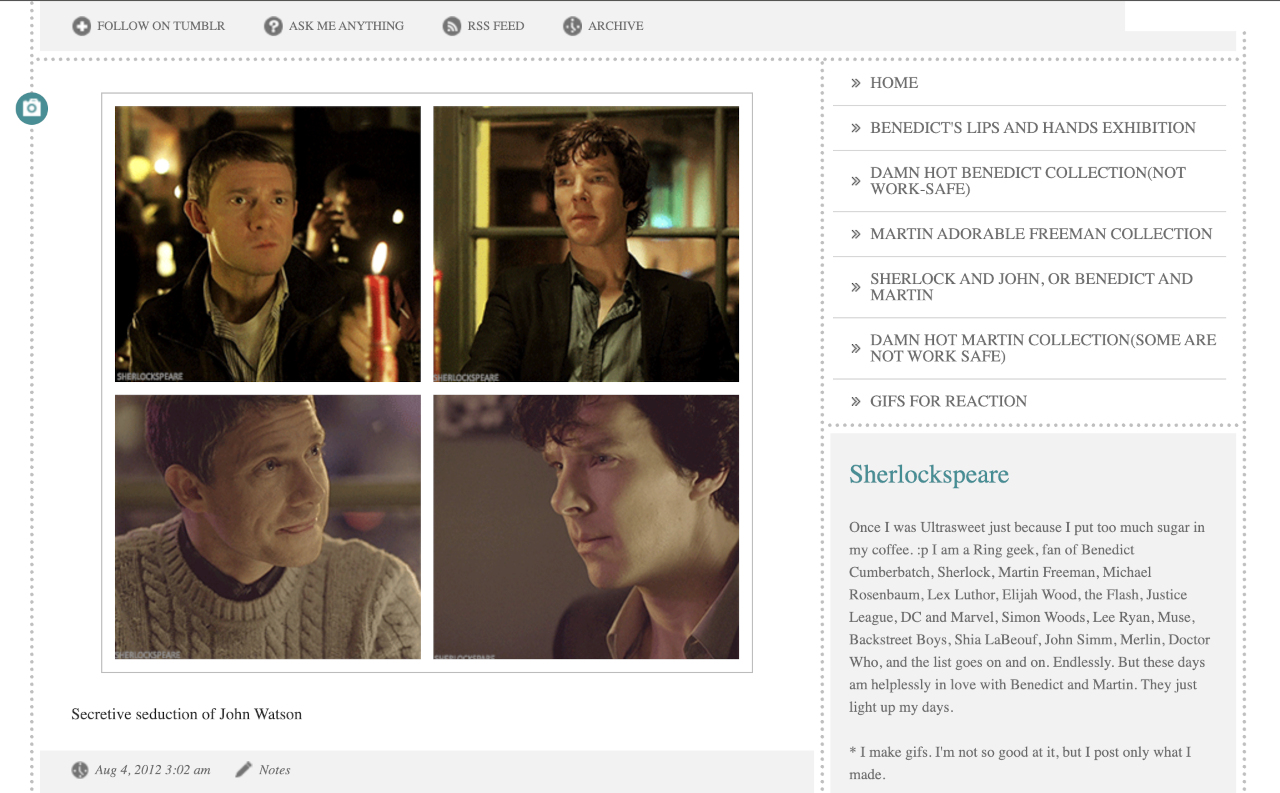 FOLLOW ON TUMBLR
ASK ME ANYTHING
RSS FEED
ARCHIVE
SHERLOCKSPEARE
SHERLOCKSPEARE
SHERLOCKSPEARE
SHERLOCKSPEARE
Secretive seduction of John Watson
Aug 4, 2012 3:02 am
Notes
HOME
BENEDICT'S LIPS AND HANDS EXHIBITION
DAMN HOT BENEDICT COLLECTION(NOT
WORK-SAFE)
MARTIN ADORABLE FREEMAN COLLECTION
SHERLOCK AND JOHN, OR BENEDICT AND
MARTIN
DAMN HOT MARTIN COLLECTION(SOME ARE
NOT WORK SAFE)
GIFS FOR REACTION
Sherlockspeare
Once I was Ultrasweet just because I put too much sugar in
my coffee. :p I am a Ring geek, fan of Benedict
Cumberbatch, Sherlock, Martin Freeman, Michael
Rosenbaum, Lex Luthor, Elijah Wood, the Flash, Justice
League, DC and Marvel, Simon Woods, Lee Ryan, Muse,
Backstreet Boys, Shia LaBeouf, John Simm, Merlin, Doctor
Who, and the list goes on and on. Endlessly. But these days
am helplessly in love with Benedict and Martin. They just
light up my days.
* I make gifs. I'm not so good at it, but I post only what I
made.